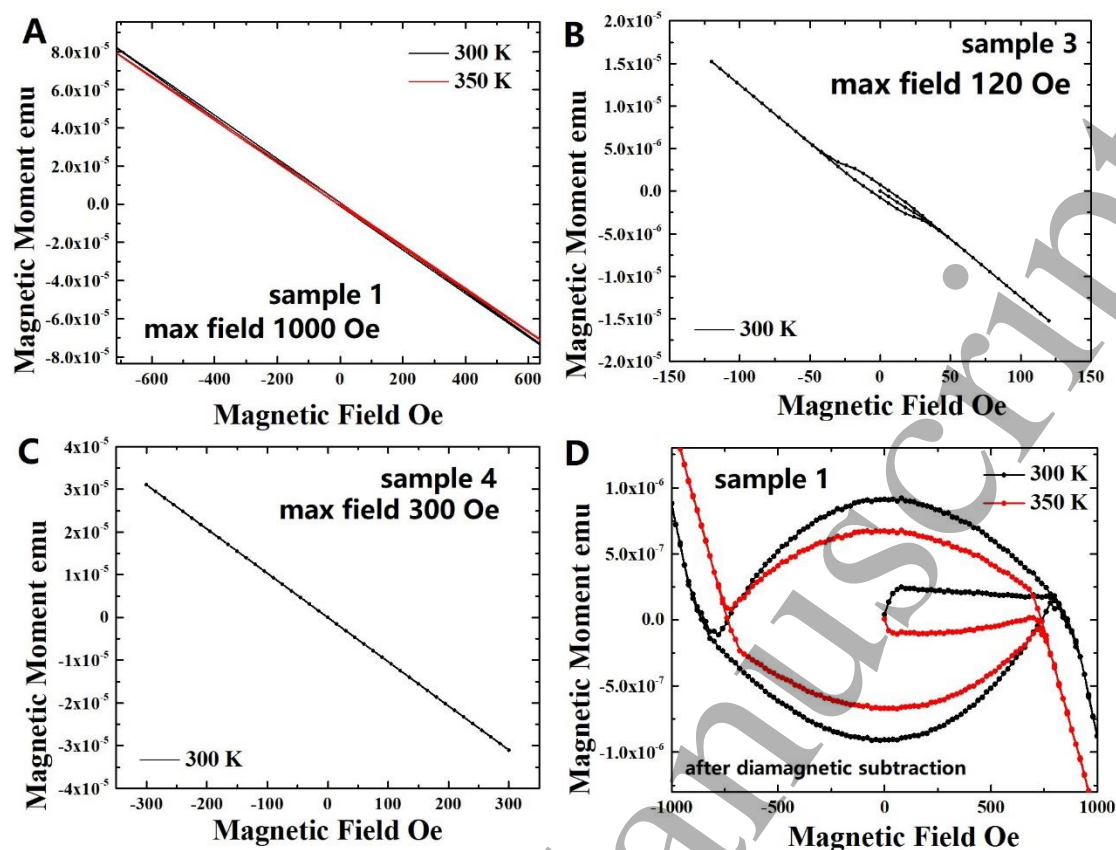 A
300 K
350 K
8.0x10⁻⁵
6.0x10⁻⁵
4.0x10⁻⁵
2.0x10⁻⁵
0.0
-2.0x10⁻⁵
-4.0x10⁻⁵
-6.0x10⁻⁵
-8.0x10⁻⁵
Magnetic Moment emu
sample 1
max field 1000 Oe
-600 -400 -200 0 200 400 600
Magnetic Field Oe
B
sample 3
max field 120 Oe
2.0x10⁻⁵
1.5x10⁻⁵
1.0x10⁻⁵
5.0x10⁻⁶
0.0
-5.0x10⁻⁶
-1.0x10⁻⁵
-1.5x10⁻⁵
-2.0x10⁻⁵
Magnetic Moment emu
300 K
-150 -100 -50 0 50 100 150
Magnetic Field Oe
C
sample 4
max field 300 Oe
4x10⁻⁵
3x10⁻⁵
2x10⁻⁵
1x10⁻⁵
0
-1x10⁻⁵
-2x10⁻⁵
-3x10⁻⁵
-4x10⁻⁵
Magnetic Moment emu
300 K
-300 -200 -100 0 100 200 300
Magnetic Field Oe
D
sample 1
300 K
350 K
1.0x10⁻⁶
5.0x10⁻⁷
0.0
-5.0x10⁻⁷
-1.0x10⁻⁶
Magnetic Moment emu
after diamagnetic subtraction
-1000 -500 0 500 1000
Magnetic Field Oe
anuscript